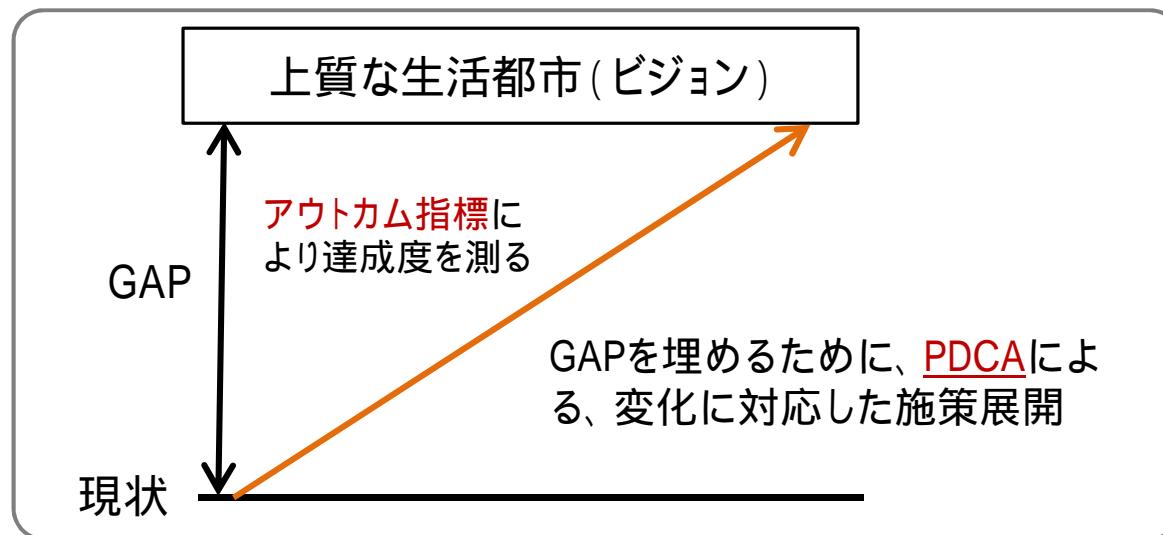 上質な生活都市(ビジョン)
アウトカム指標に
より達成度を測る
GAP
GAPを埋めるために、PDCAによ
る、変化に対応した施策展開
現状